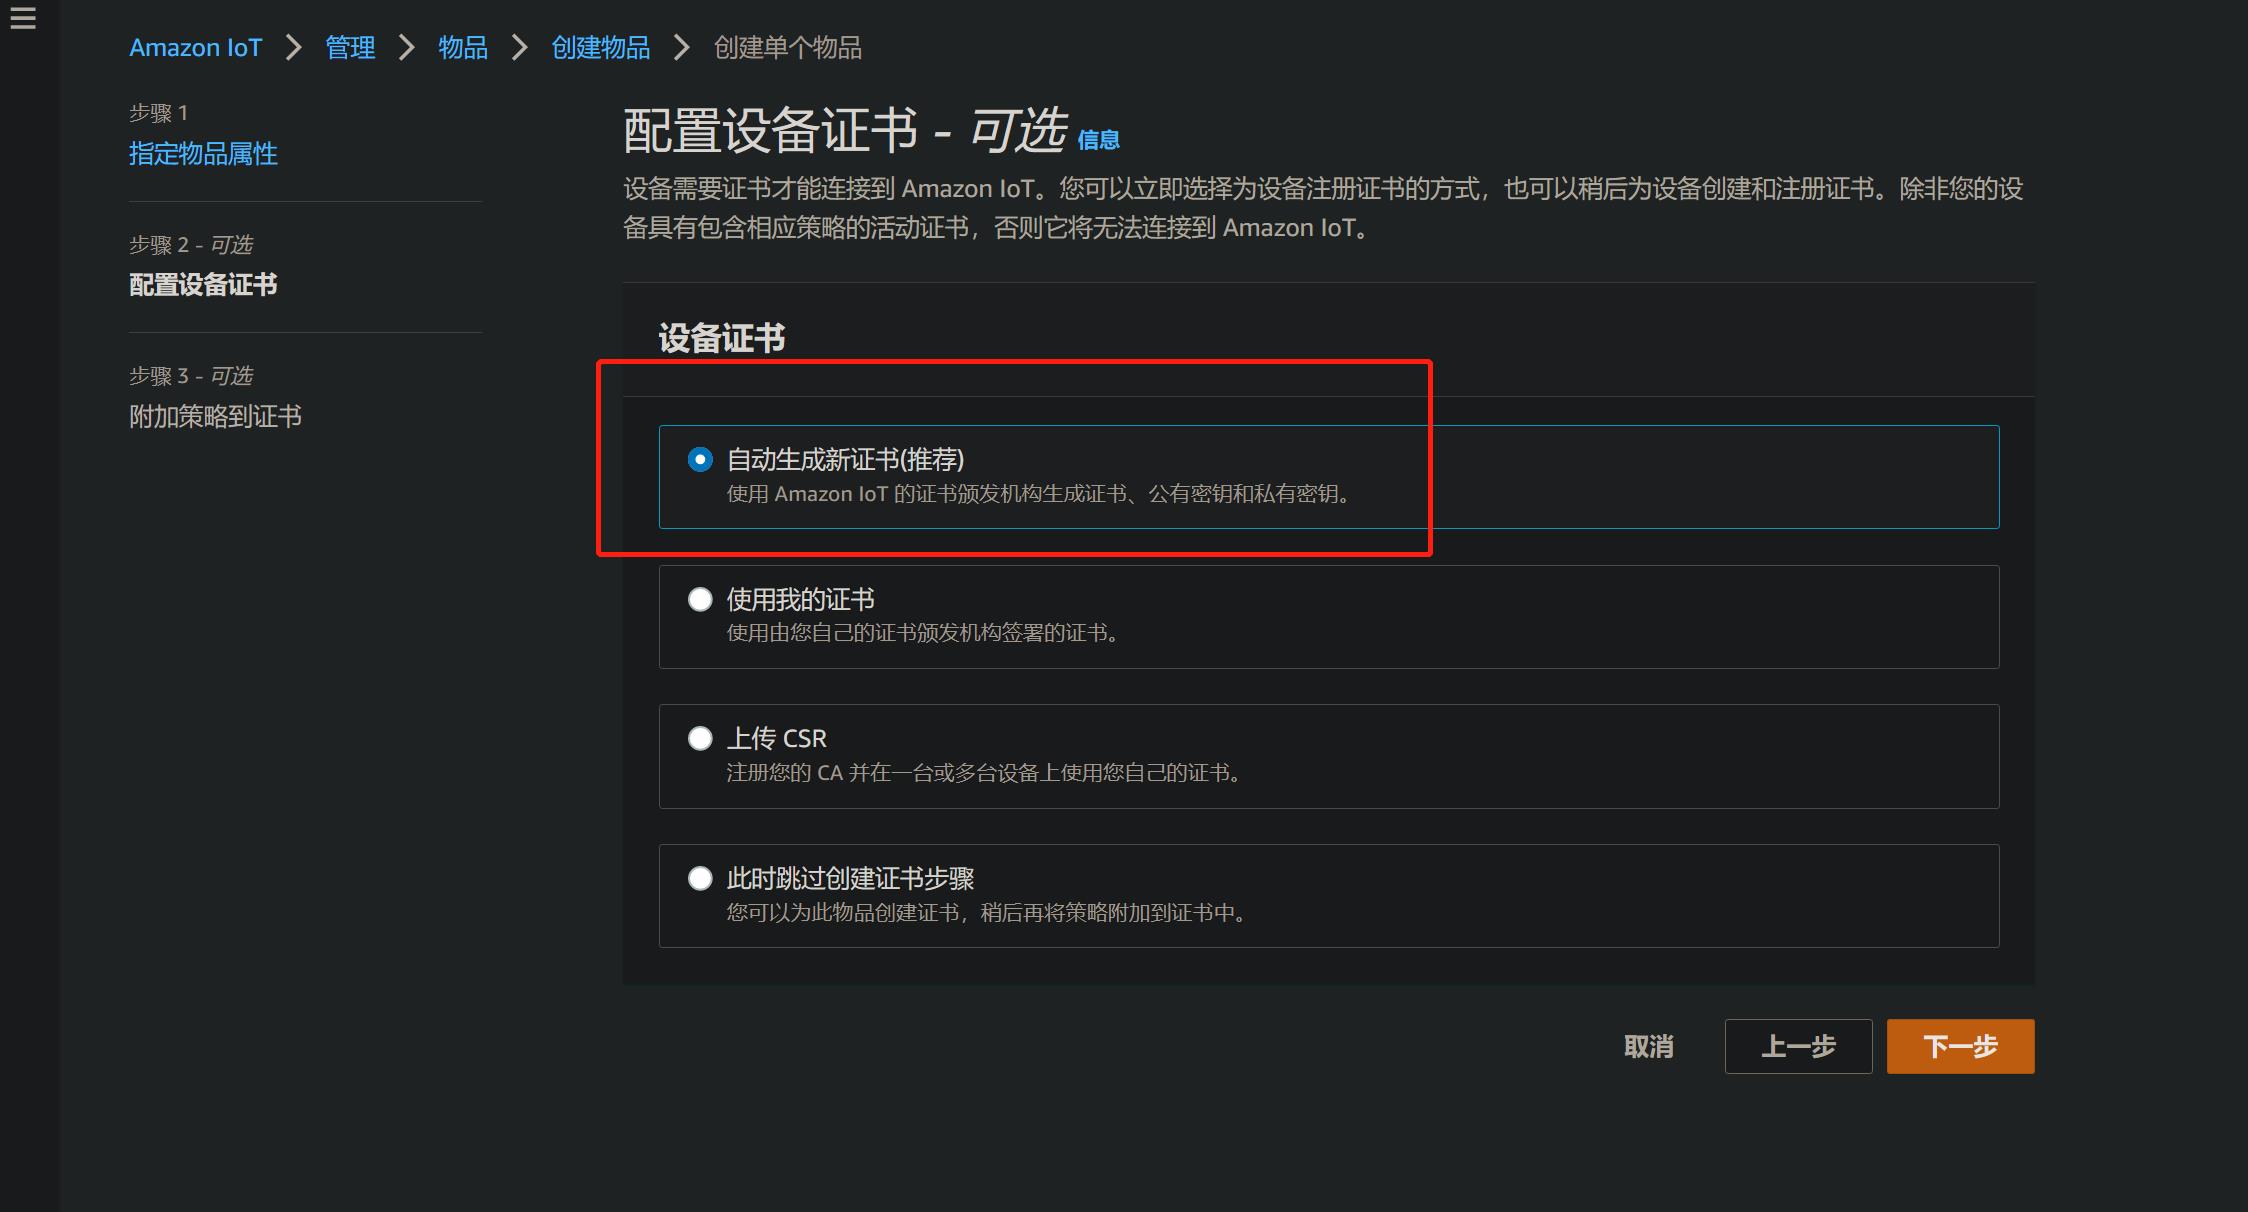 Amazon IoT 管理 物品 创建物品 创建单个物品
步骤 1
指定物品属性
步骤 2 - 可选
配置设备证书
步骤 3 - 可选
附加策略到证书
配置设备证书 - 可选 信息
设备需要证书才能连接到 Amazon IoT。您可以立即选择为设备注册证书的方式，也可以稍后为设备创建和注册证书。除非您的设
备具有包含相应策略的活动证书，否则它将无法连接到 Amazon IoT。
设备证书
自动生成新证书(推荐)
使用 Amazon IoT 的证书颁发机构生成证书、公有密钥和私有密钥。
使用我的证书
使用由您自己的证书颁发机构签署的证书。
上传 CSR
注册您的 CA 并在一台或多台设备上使用您自己的证书。
此时跳过创建证书步骤
您可以为此物品创建证书，稍后再将策略附加到证书中。
取消 上一步 下一步